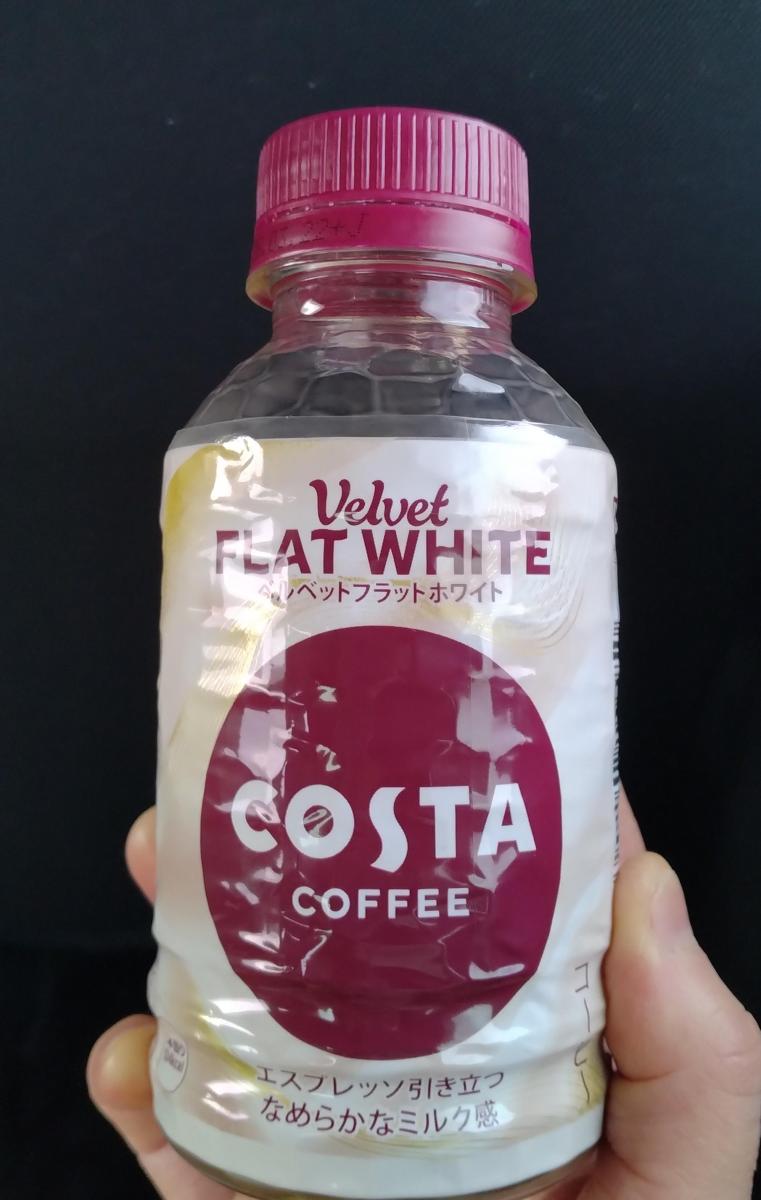 Velvet
FLAT WHITE
ベルベットフラットホワイト
COSTA
COFFEE
エスプレッソ引き立つ
なめらかなミルク感
コーヒー